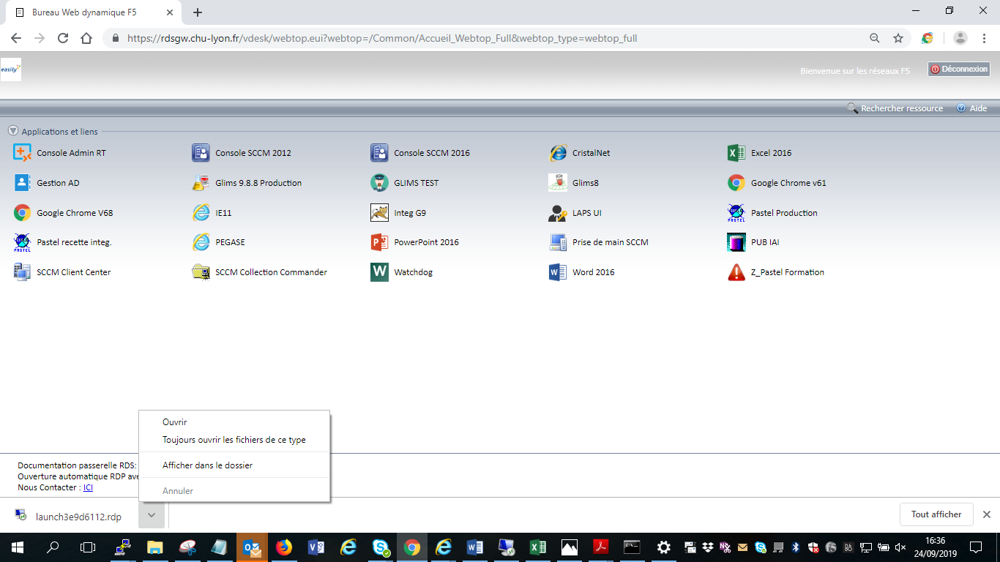 Bureau Web dynamique F5
https://rdsgw.chu-lyon.fr/vdesk/webtop.eui?webtop=/Common/Accueil_Webtop_Full&webtop_type=webtop_full
easily
Bienvenue sur les réseaux F5
Déconnexion
Rechercher ressource
Aide
Applications et liens
Console Admin RT
Console SCCM 2012
Console SCCM 2016
CristalNet
Excel 2016
Gestion AD
Glims 9.8.8 Production
GLIMS TEST
Glims8
Google Chrome v61
Google Chrome V68
IE11
Integ G9
LAPS UI
Pastel Production
Pastel recette integ.
PEGASE
PowerPoint 2016
Prise de main SCCM
PUB IAI
SCCM Client Center
SCCM Collection Commander
Watchdog
Word 2016
Z_Pastel Formation
Ouvrir
Toujours ouvrir les fichiers de ce type
Afficher dans le dossier
Annuler
Documentation passerelle RDS:
Ouverture automatique RDP ave
Nous Contacter : ICI
launch3e9d6112.rdp
Tout afficher
16:36
24/09/2019